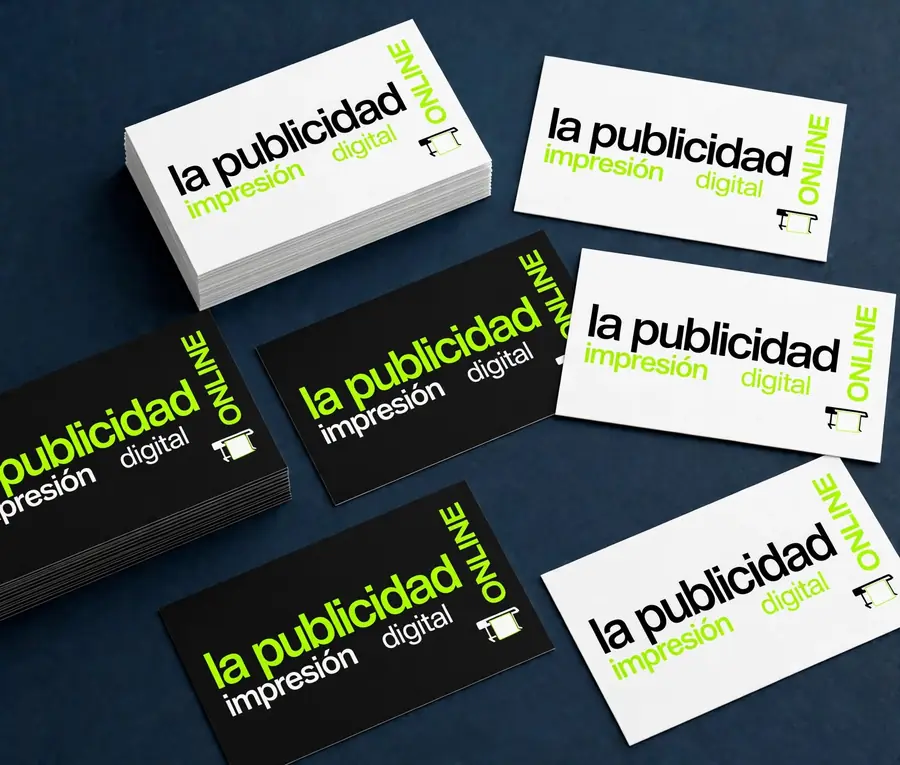 la publicidad
impresión digital
ONLINE
la publicidad
impresión digital
ONLINE
la publicidad
impresión digital
ONLINE
la publicidad
impresión digital
ONLINE
publicidad
presión digital
ONLINE
la publicidad
impresión digital
ONLINE
la publicidad
impresión digital
ONLINE